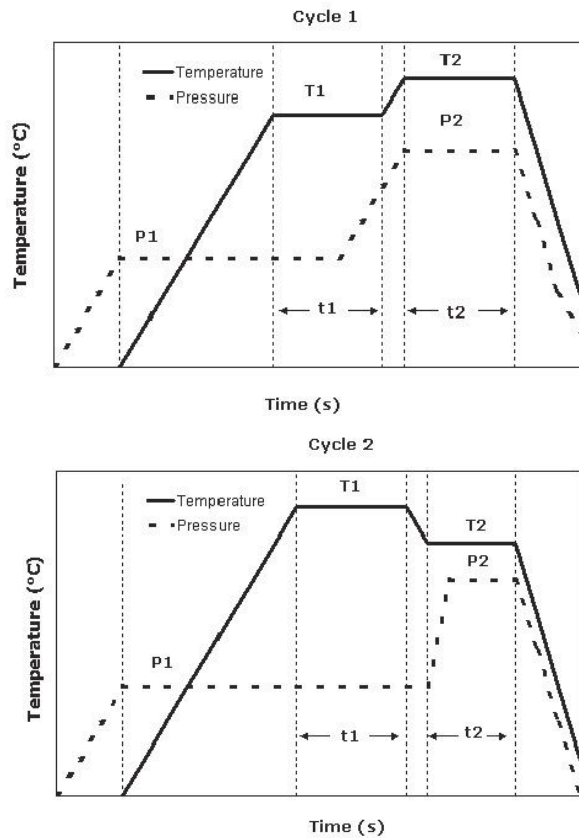 Cycle 1
Temperature
Pressure
T1
T2
P1
P2
t1
t2
Temperature (°C)
Time (s)
Cycle 2
Temperature
Pressure
T1
T2
P1
P2
t1
t2
Temperature (°C)
Time (s)